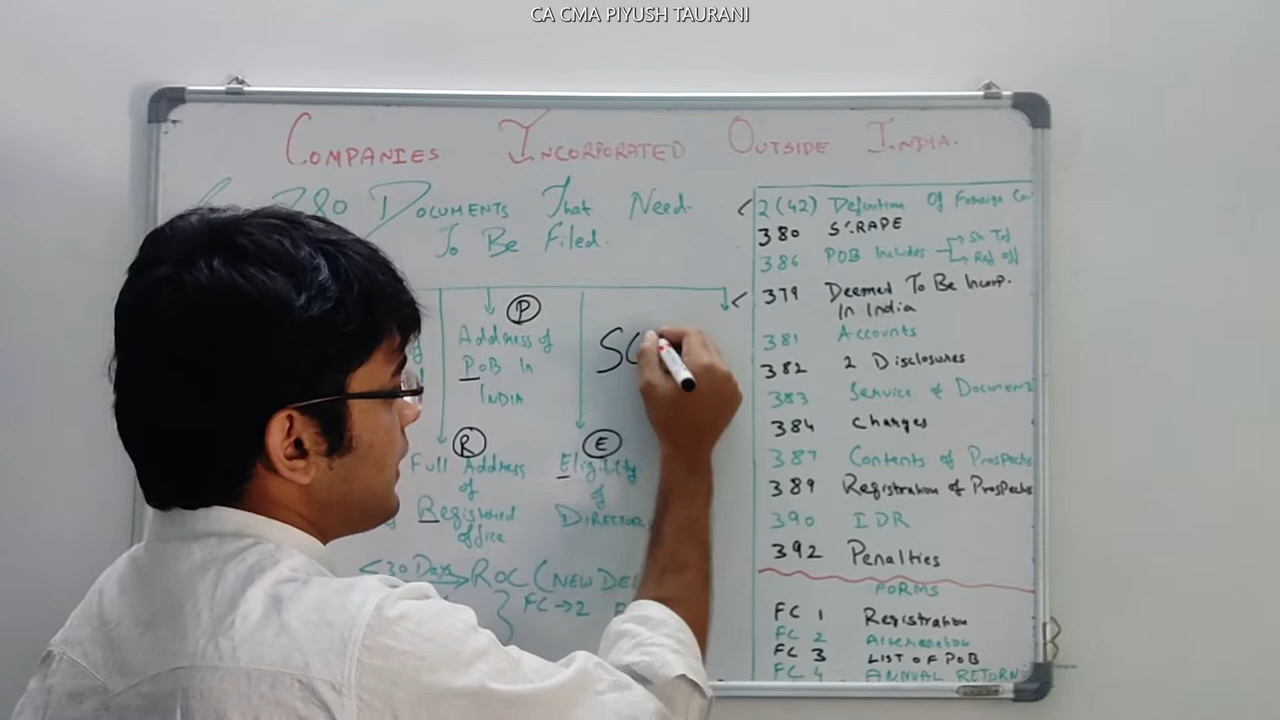 CA CMA PIYUSH TAURANI
COMPANIES INCORPORATED OUTSIDE INDIA.
380 DOCUMENTS That Need
To Be Filed.
P
Address of
POB In
INDIA
R
Full Address
of
Registered
office
E
Eligibility
of
DIRECTOR
<30 Days> ROC (NEW DEL
FC → 2
2(42) Definition Of Foreign Co
380 S'.RAPE
386 POB Includes → Sh Trf
→ Reg Off
379 Deemed To Be Incorp.
In India
381 Accounts
382 2 Disclosures
383 Service of Document
384 Charges
387 Contents of Prospectus
389 Registration of Prospectus
390 IDR
392 Penalties
FORMS
FC 1 Registration
FC 2 Alteration
FC 3 LIST OF POB
FC 4 ANNUAL RETURN